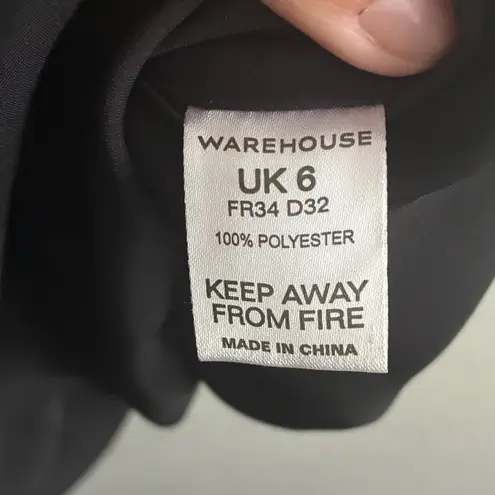 WAREHOUSE
UK 6
FR34 D32
100% POLYESTER
KEEP AWAY
FROM FIRE
MADE IN CHINA